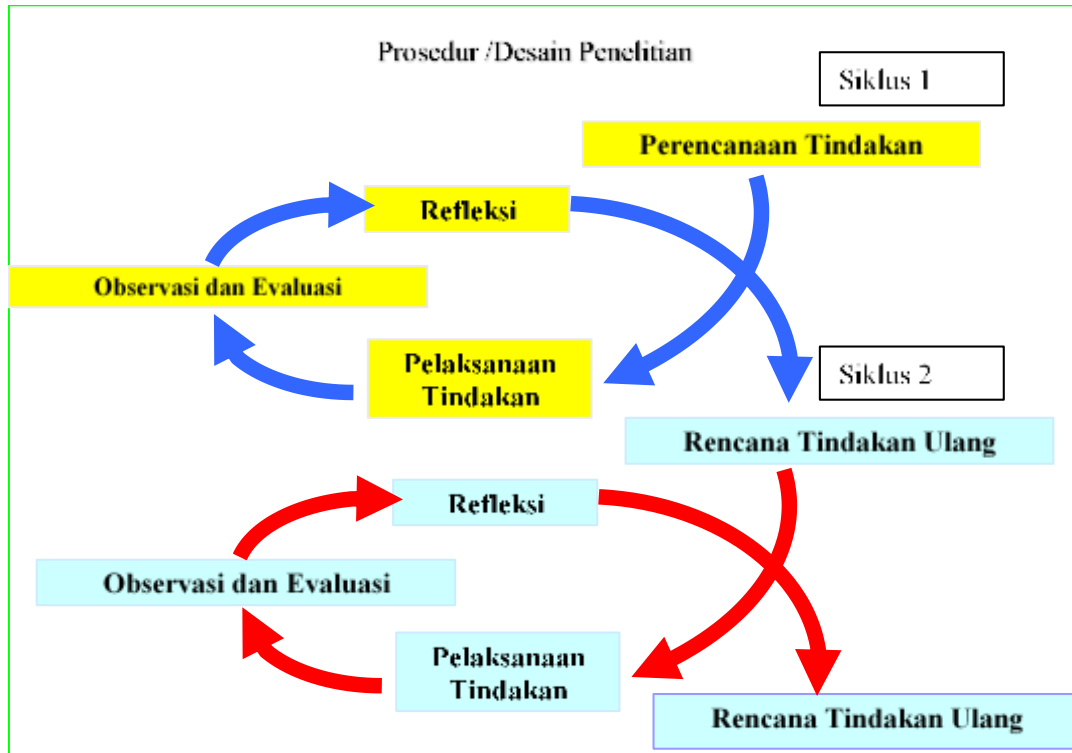 Prosedur /Desain Penelitian
Siklus 1
Perencanaan Tindakan
Refleksi
Observasi dan Evaluasi
Pelaksanaan
Tindakan
Siklus 2
Rencana Tindakan Ulang
Refleksi
Observasi dan Evaluasi
Pelaksanaan
Tindakan
Rencana Tindakan Ulang